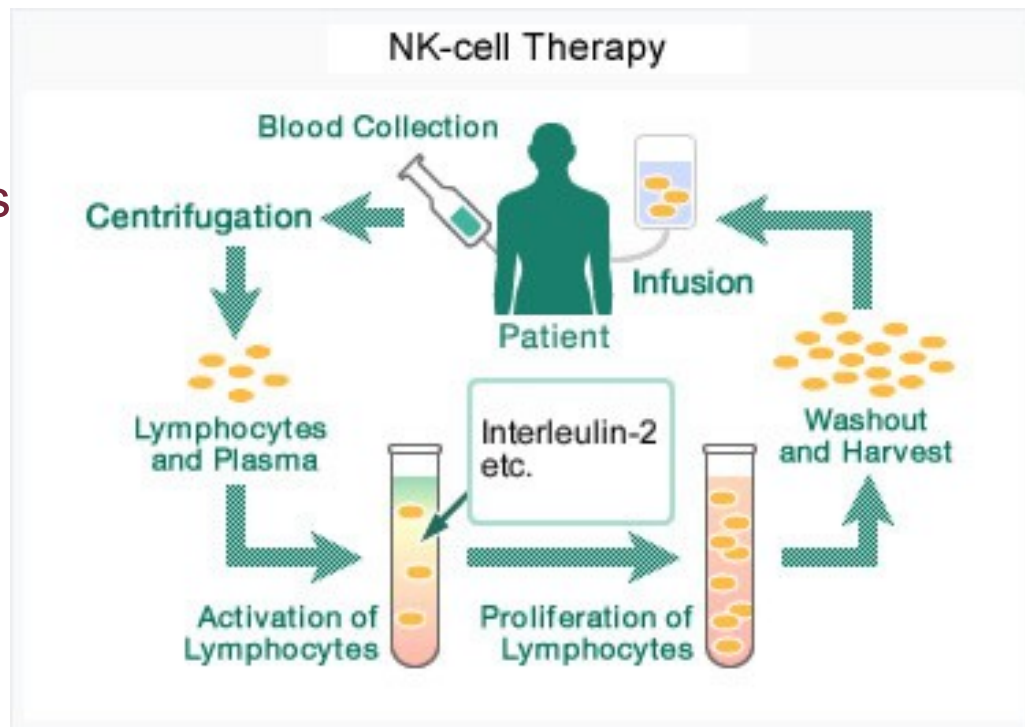 NK-cell Therapy
Blood Collection
s
Centrifugation
Infusion
Patient
Lymphocytes
and Plasma
Interleulin-2
etc.
Washout
and Harvest
Activation of
Lymphocytes
Proliferation of
Lymphocytes